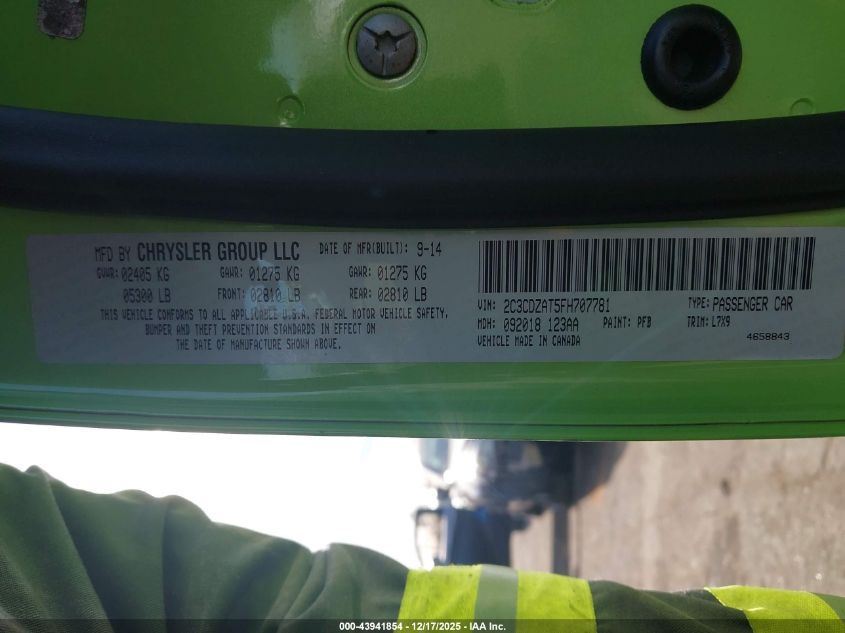 MFD BY CHRYSLER GROUP LLC DATE OF MFR(BUILT): 9-14
GVWR: 02405 KG GAWR: 01275 KG GAWR: 01275 KG
05300 LB FRONT: 02810 LB REAR: 02810 LB
THIS VEHICLE CONFORMS TO ALL APPLICABLE U.S.A. FEDERAL MOTOR VEHICLE SAFETY,
BUMPER AND THEFT PREVENTION STANDARDS IN EFFECT ON
THE DATE OF MANUFACTURE SHOWN ABOVE.
VIN: 2C3CDZAT5FH707781 TYPE: PASSENGER CAR
MDH: 092018 123AA PAINT: PFB TRIM: L7X9
VEHICLE MADE IN CANADA 4658843
000-43941854 - 12/17/2025 - IAA Inc.